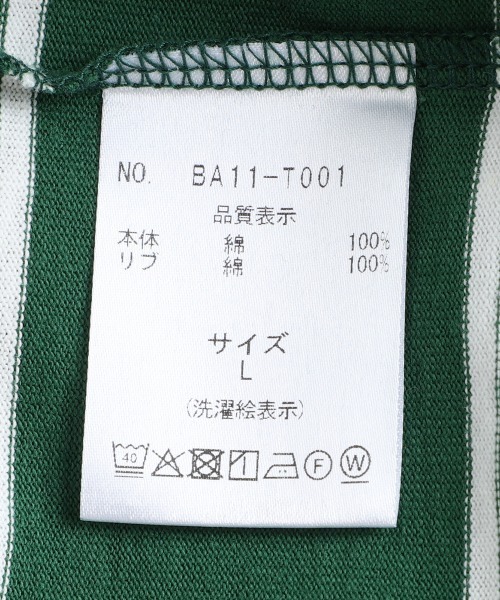 NO. BA11-T001
品質表示
本体 綿 100%
リブ 綿 100%
サイズ
L
(洗濯絵表示)
40 F W